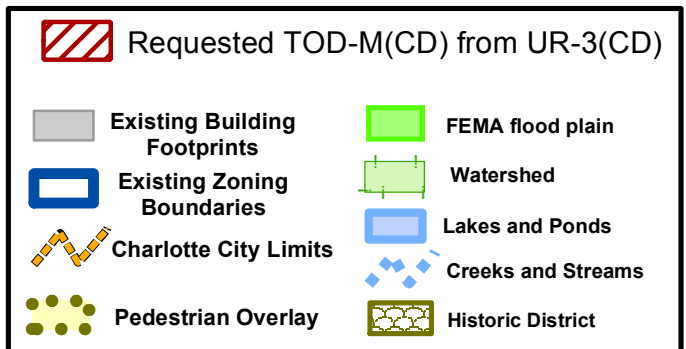 Requested TOD-M(CD) from UR-3(CD)
Existing Building
Footprints
Existing Zoning
Boundaries
Charlotte City Limits
Pedestrian Overlay
FEMA flood plain
Watershed
Lakes and Ponds
Creeks and Streams
Historic District